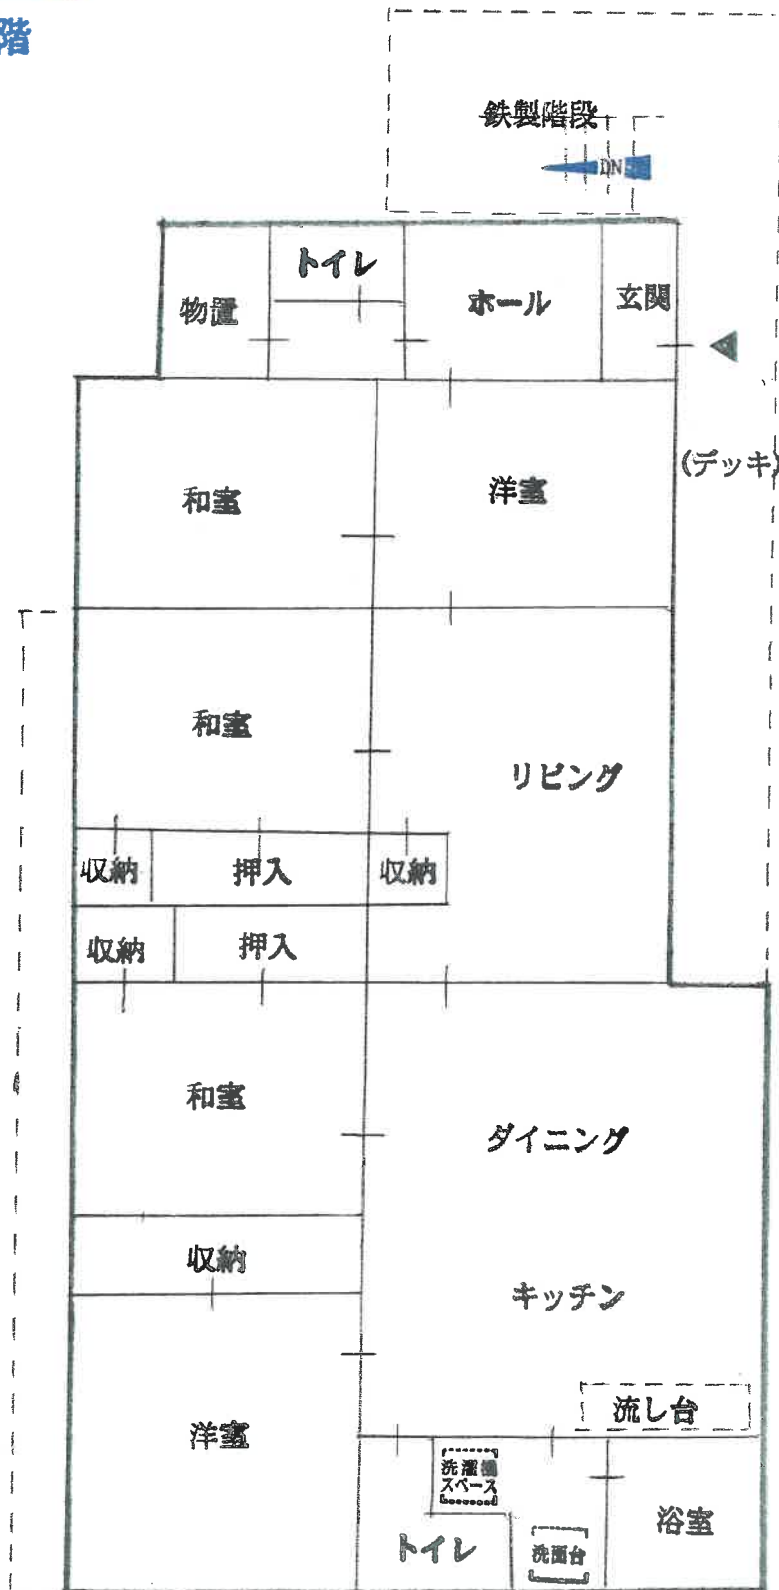 階
鉄製階段
DN
トイレ
物置
ホール
玄関
(デッキ)
和室
洋室
和室
リビング
収納
押入
収納
収納
押入
和室
ダイニング
収納
キッチン
流し台
洋室
洗濯機
スペース
トイレ
洗面台
浴室